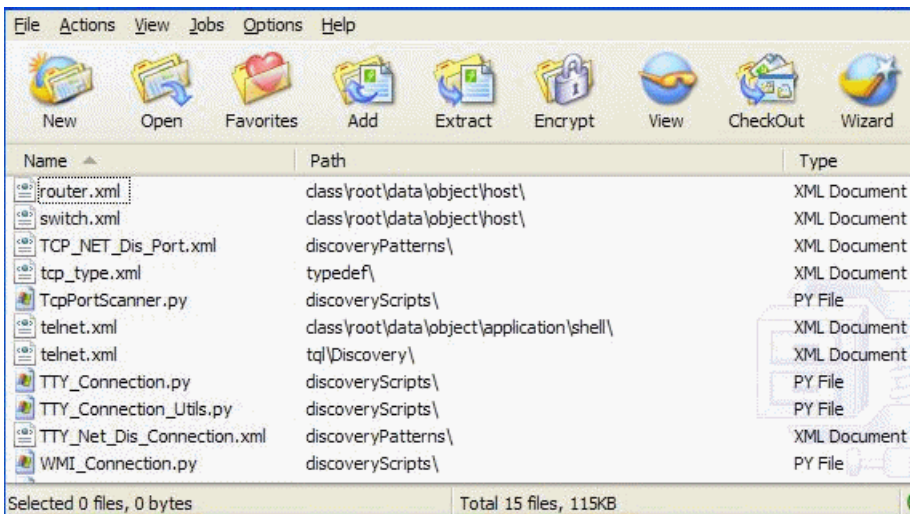 File Actions View Jobs Options Help
New Open Favorites Add Extract Encrypt View CheckOut Wizard
Name Path Type
router.xml class\root\data\object\host\ XML Document
switch.xml class\root\data\object\host\ XML Document
TCP_NET_Dis_Port.xml discoveryPatterns\ XML Document
tcp_type.xml typedef\ XML Document
TcpPortScanner.py discoveryScripts\ PY File
telnet.xml class\root\data\object\application\shell\ XML Document
telnet.xml tql\Discovery\ XML Document
TTY_Connection.py discoveryScripts\ PY File
TTY_Connection_Utils.py discoveryScripts\ PY File
TTY_Net_Dis_Connection.xml discoveryPatterns\ XML Document
WMI_Connection.py discoveryScripts\ PY File
Selected 0 files, 0 bytes Total 15 files, 115KB